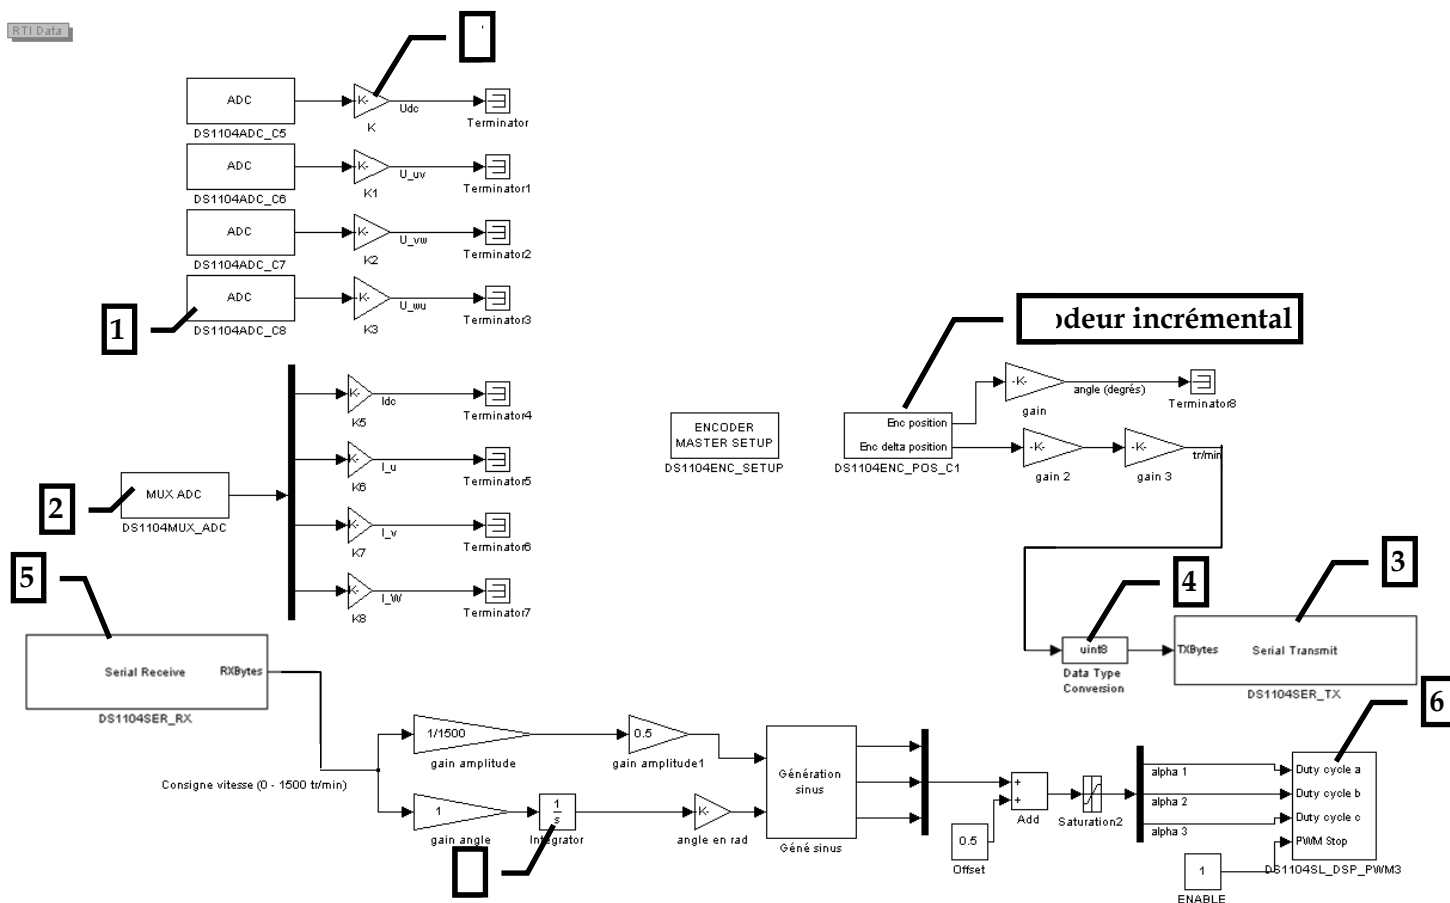 RTI Data
ADC
DS1104ADC_C5
K-
K
Udc
Terminator
ADC
DS1104ADC_C6
K-
K1
U_uv
Terminator1
ADC
DS1104ADC_C7
K-
K2
U_vw
Terminator2
1
ADC
DS1104ADC_C8
K-
K3
U_wu
Terminator3
odeur incrémental
K-
K5
Idc
Terminator4
K-
K6
I_u
Terminator5
2
MUX ADC
DS1104MUX_ADC
K-
K7
I_v
Terminator6
K-
K8
I_W
Terminator7
ENCODER
MASTER SETUP
DS1104ENC_SETUP
Enc position
Enc delta position
DS1104ENC_POS_C1
-K-
gain
angle (degrés)
Terminator8
-K-
gain 2
-K-
gain 3
tr/min
5
Serial Receive
RXBytes
DS1104SER_RX
4
3
uint8
Data Type
Conversion
TXBytes
Serial Transmit
DS1104SER_TX
6
Consigne vitesse (0 - 1500 tr/min)
1/1500
gain amplitude
0.5
gain amplitude1
1
gain angle
1
s
Integrator
K-
angle en rad
Génération
sinus
Géné sinus
0.5
Offset
+
+
Add
Saturation2
alpha 1
alpha 2
alpha 3
Duty cycle a
Duty cycle b
Duty cycle c
PWM Stop
DS1104SL_DSP_PWM3
1
ENABLE